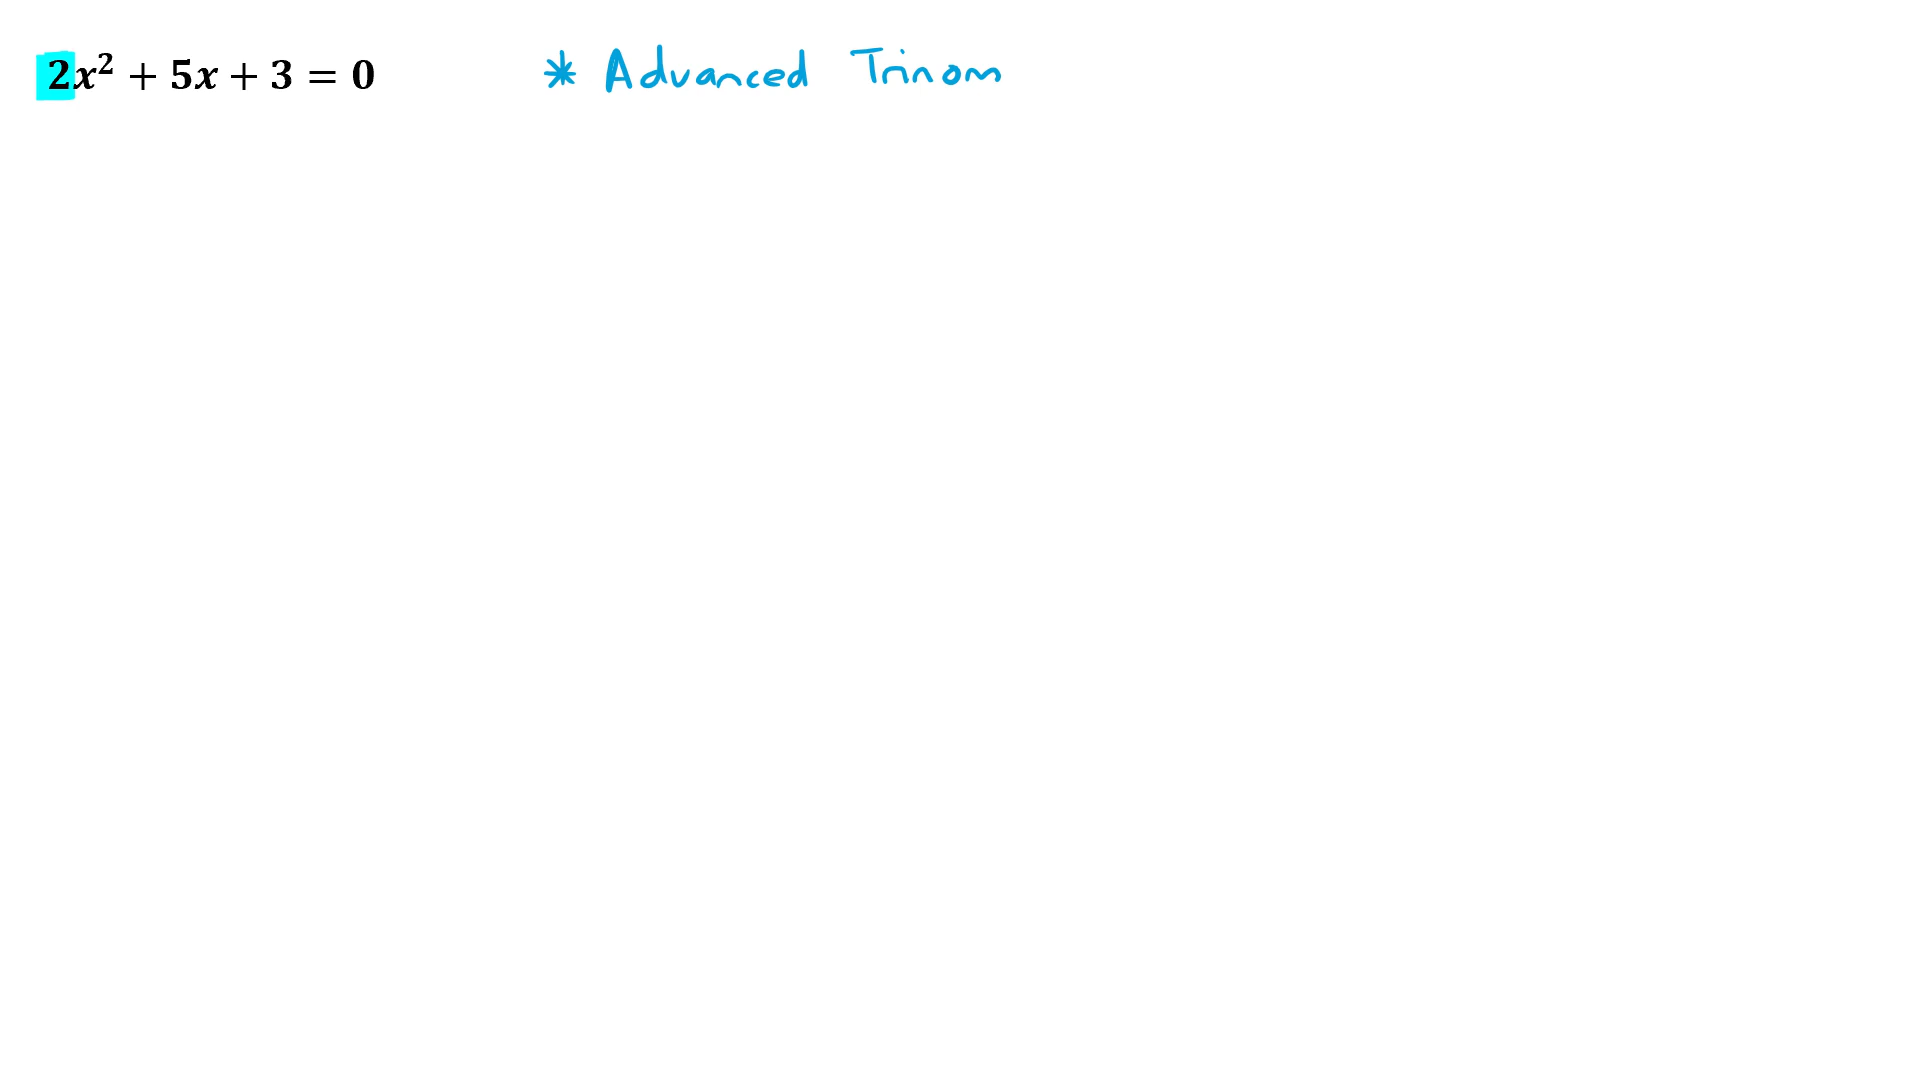 2x² + 5x + 3 = 0 * Advanced Trinom